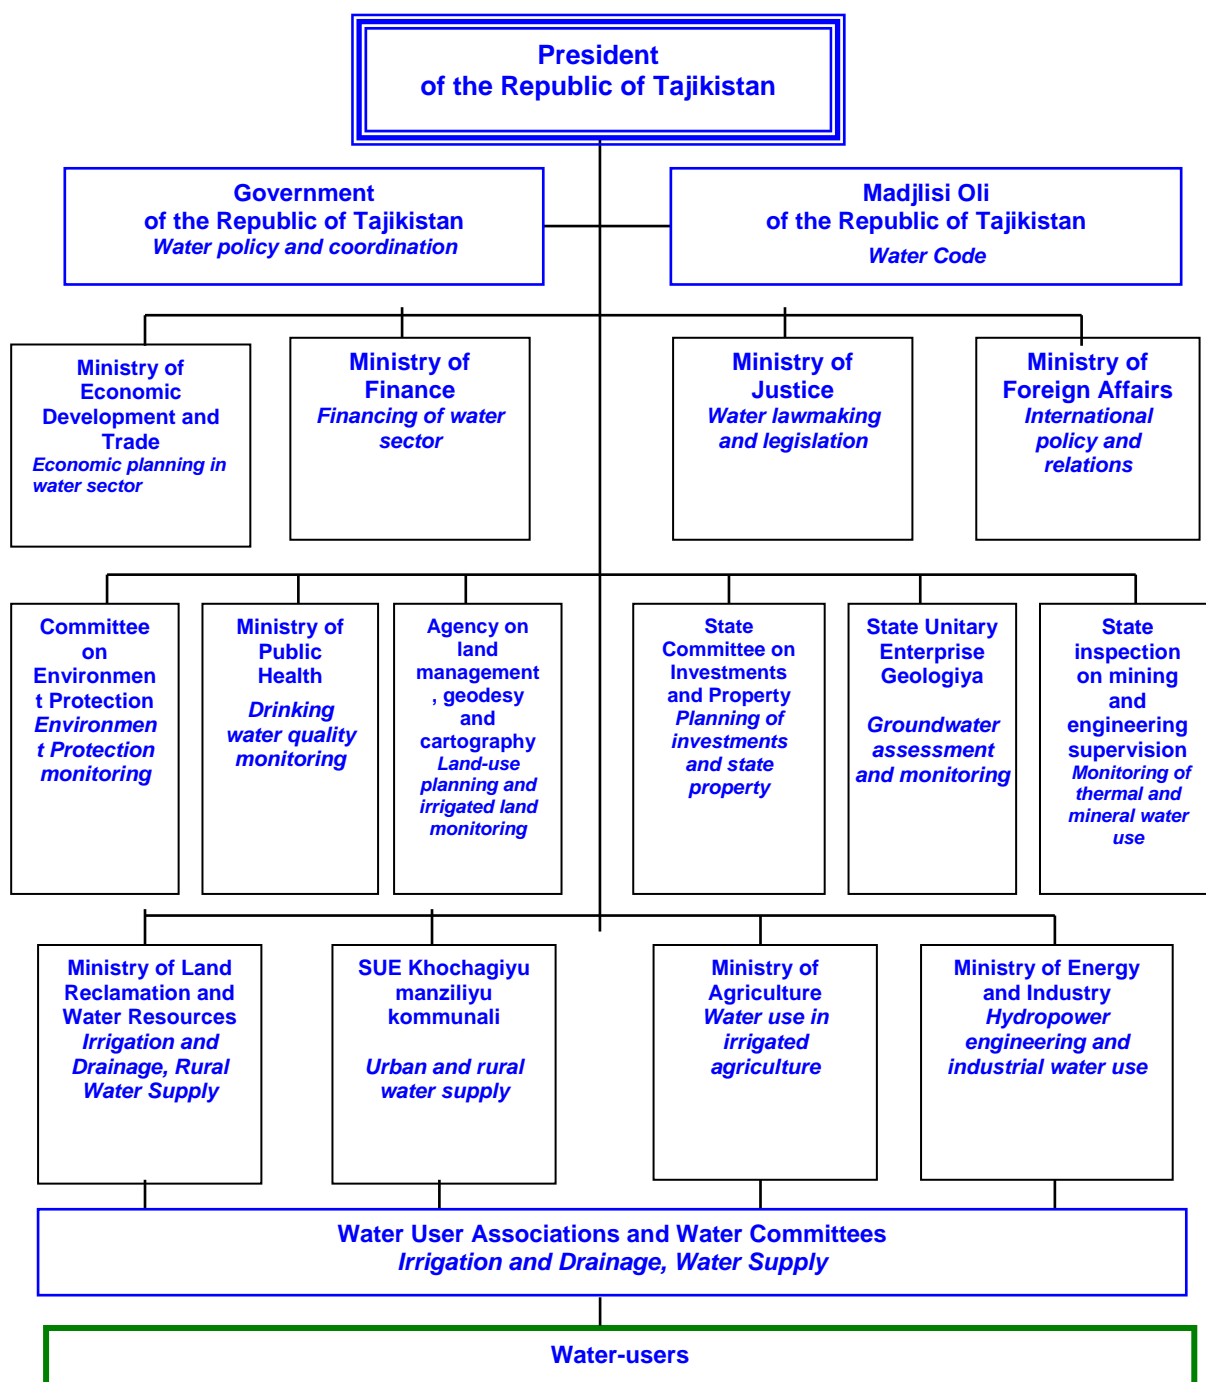 President
of the Republic of Tajikistan
Government
of the Republic of Tajikistan
Water policy and coordination
Madjlisi Oli
of the Republic of Tajikistan
Water Code
Ministry of
Economic
Development and
Trade
Economic planning in
water sector
Ministry of
Finance
Financing of water
sector
Ministry of
Justice
Water lawmaking
and legislation
Ministry of
Foreign Affairs
International
policy and
relations
Committee
on
Environmen
t Protection
Environmen
t Protection
monitoring
Ministry of
Public
Health
Drinking
water quality
monitoring
Agency on
land
management
, geodesy
and
cartography
Land-use
planning and
irrigated land
monitoring
State
Committee on
Investments
and Property
Planning of
investments
and state
property
State Unitary
Enterprise
Geologiya
Groundwater
assessment
and monitoring
State
inspection
on mining
and
engineering
supervision
Monitoring of
thermal and
mineral water
use
Ministry of Land
Reclamation and
Water Resources
Irrigation and
Drainage, Rural
Water Supply
SUE Khochagiyu
manziliyu
kommunali
Urban and rural
water supply
Ministry of
Agriculture
Water use in
irrigated
agriculture
Ministry of Energy
and Industry Hydropower
engineering and
industrial water use
Water User Associations and Water Committees
Irrigation and Drainage, Water Supply
Water-users